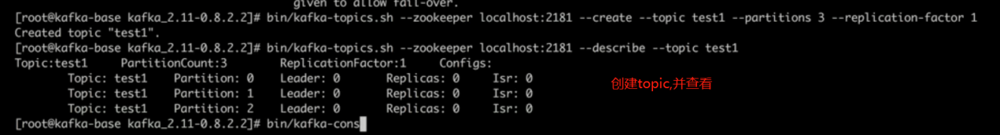 given to allow fail-over.
[root@kafka-base kafka_2.11-0.8.2.2]# bin/kafka-topics.sh --zookeeper localhost:2181 --create --topic test1 --partitions 3 --replication-factor 1
Created topic "test1".
[root@kafka-base kafka_2.11-0.8.2.2]# bin/kafka-topics.sh --zookeeper localhost:2181 --describe --topic test1
Topic:test1 PartitionCount:3 ReplicationFactor:1 Configs:
Topic: test1 Partition: 0 Leader: 0 Replicas: 0 Isr: 0
创建topic,并查看
Topic: test1 Partition: 1 Leader: 0 Replicas: 0 Isr: 0
Topic: test1 Partition: 2 Leader: 0 Replicas: 0 Isr: 0
[root@kafka-base kafka_2.11-0.8.2.2]# bin/kafka-cons